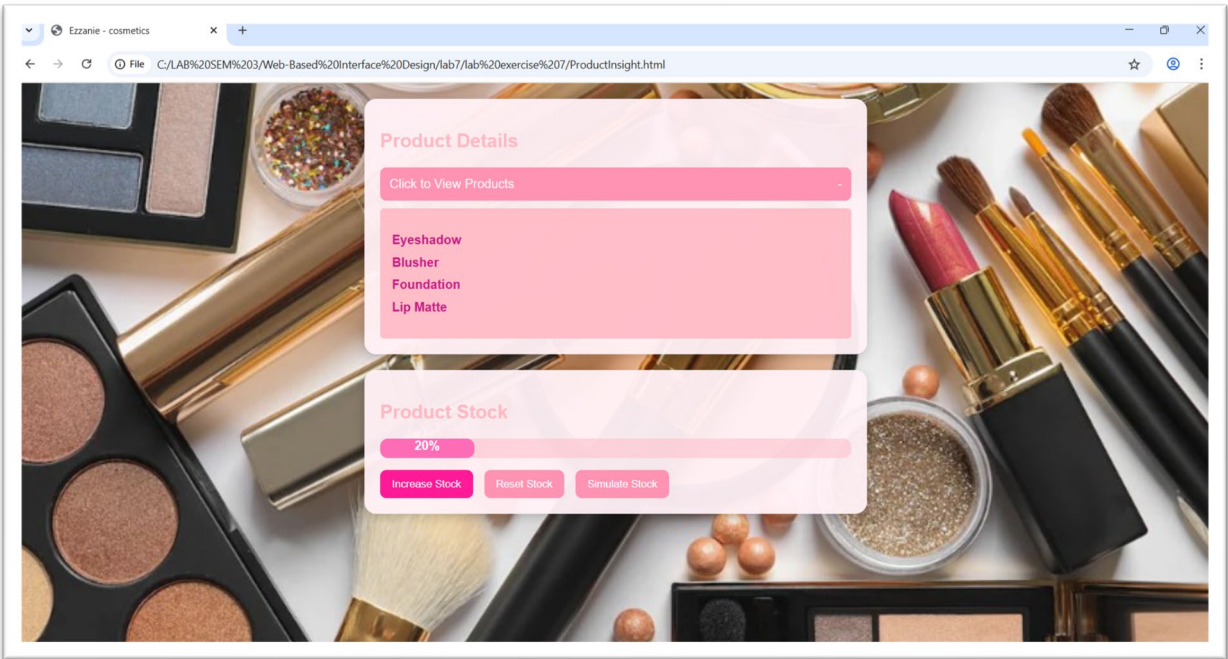 Ezzanie - cosmetics
File C:/LAB%20SEM%203/Web-Based%20Interface%20Design/lab7/lab%20exercise%207/ProductInsight.html
Product Details
Click to View Products -
Eyeshadow
Blusher
Foundation
Lip Matte
Product Stock
20%
Increase Stock Reset Stock Simulate Stock